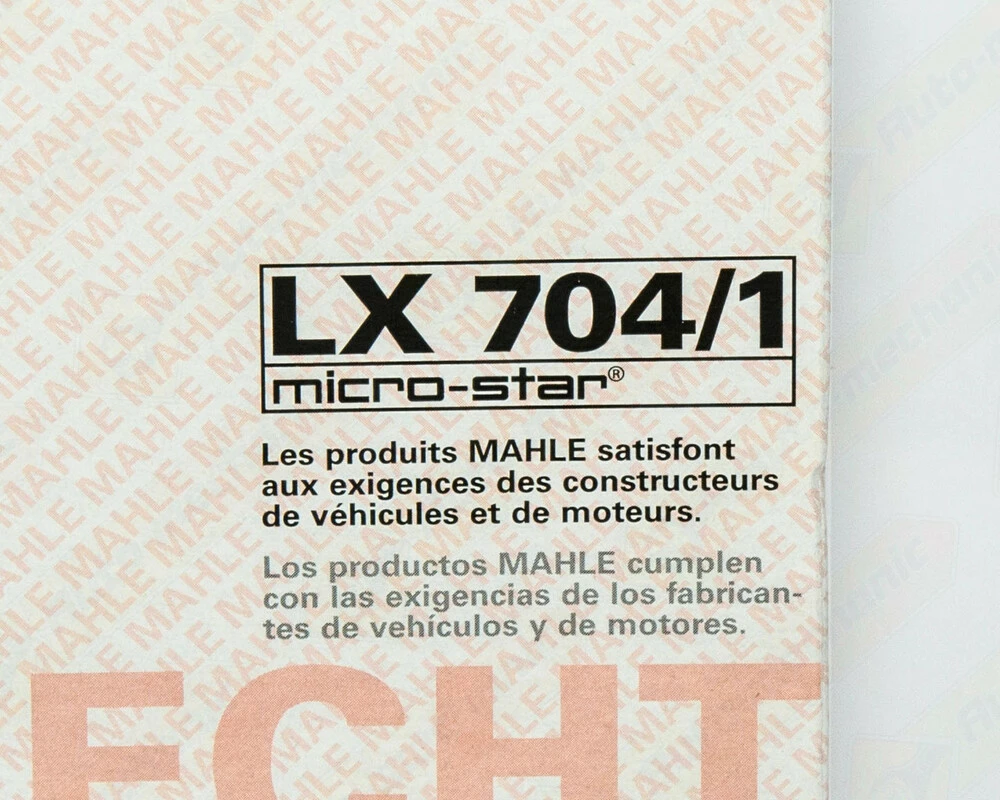 LX 704/1
micro-star®
Les produits MAHLE satisfont
aux exigences des constructeurs
de véhicules et de moteurs.
Los productos MAHLE cumplen
con las exigencias de los fabrican-
tes de vehículos y de motores.
ECHT